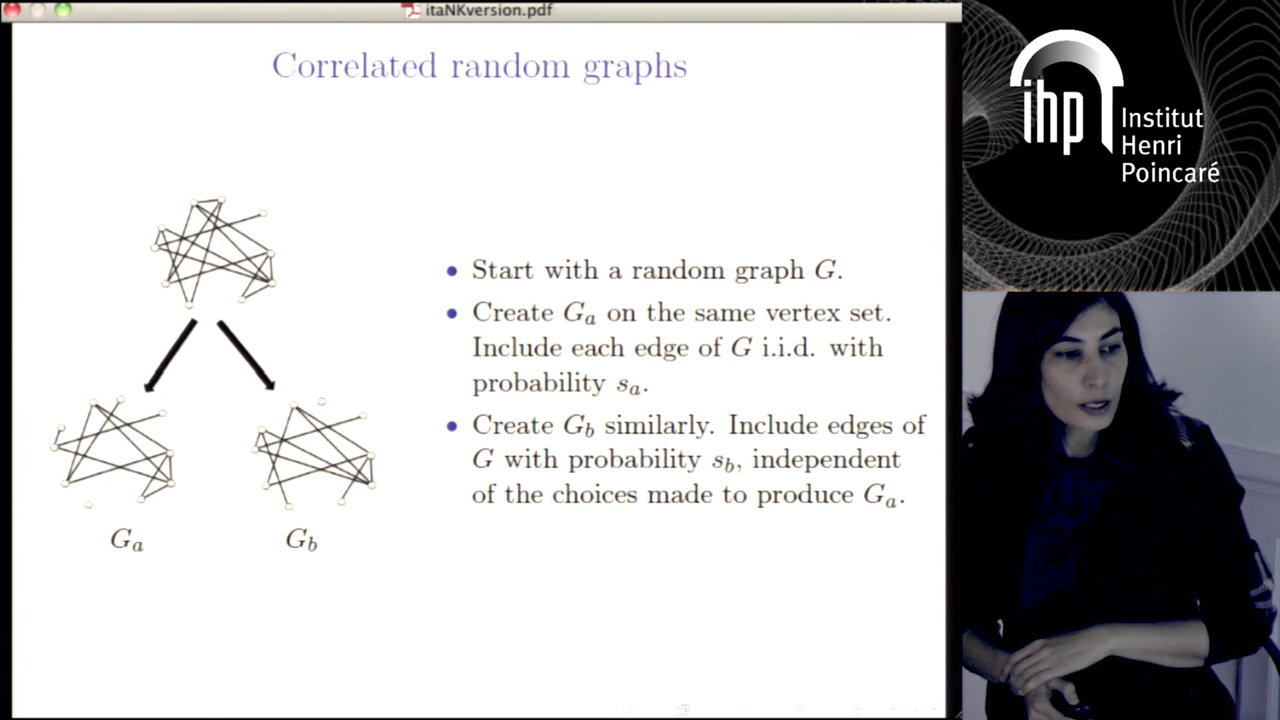 itaNKversion.pdf
Correlated random graphs
• Start with a random graph G.
• Create Gₐ on the same vertex set.
Include each edge of G i.i.d. with
probability sₐ.
• Create G_b similarly. Include edges of
G with probability s_b, independent
of the choices made to produce Gₐ.
Gₐ
G_b
ihp
Institut
Henri
Poincaré